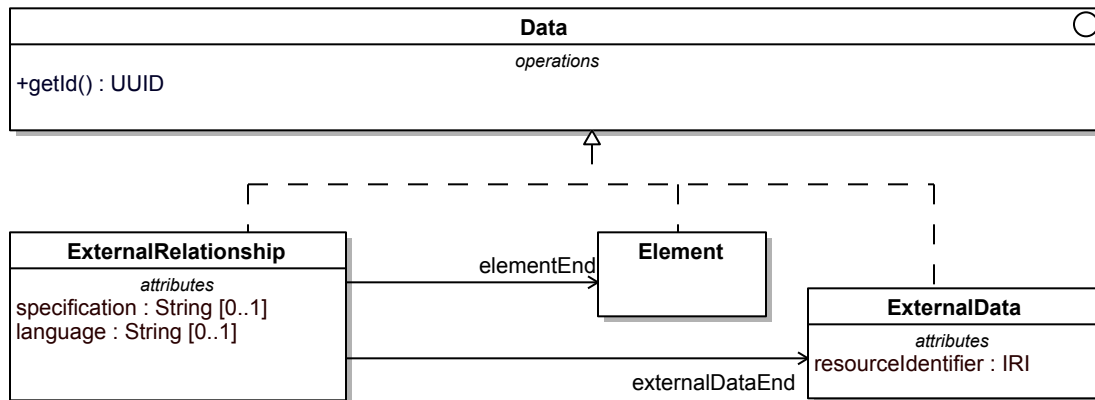 Data
operations
+getId() : UUID
ExternalRelationship
attributes
specification : String [0..1]
language : String [0..1]
elementEnd
Element
externalDataEnd
ExternalData
attributes
resourceIdentifier : IRI